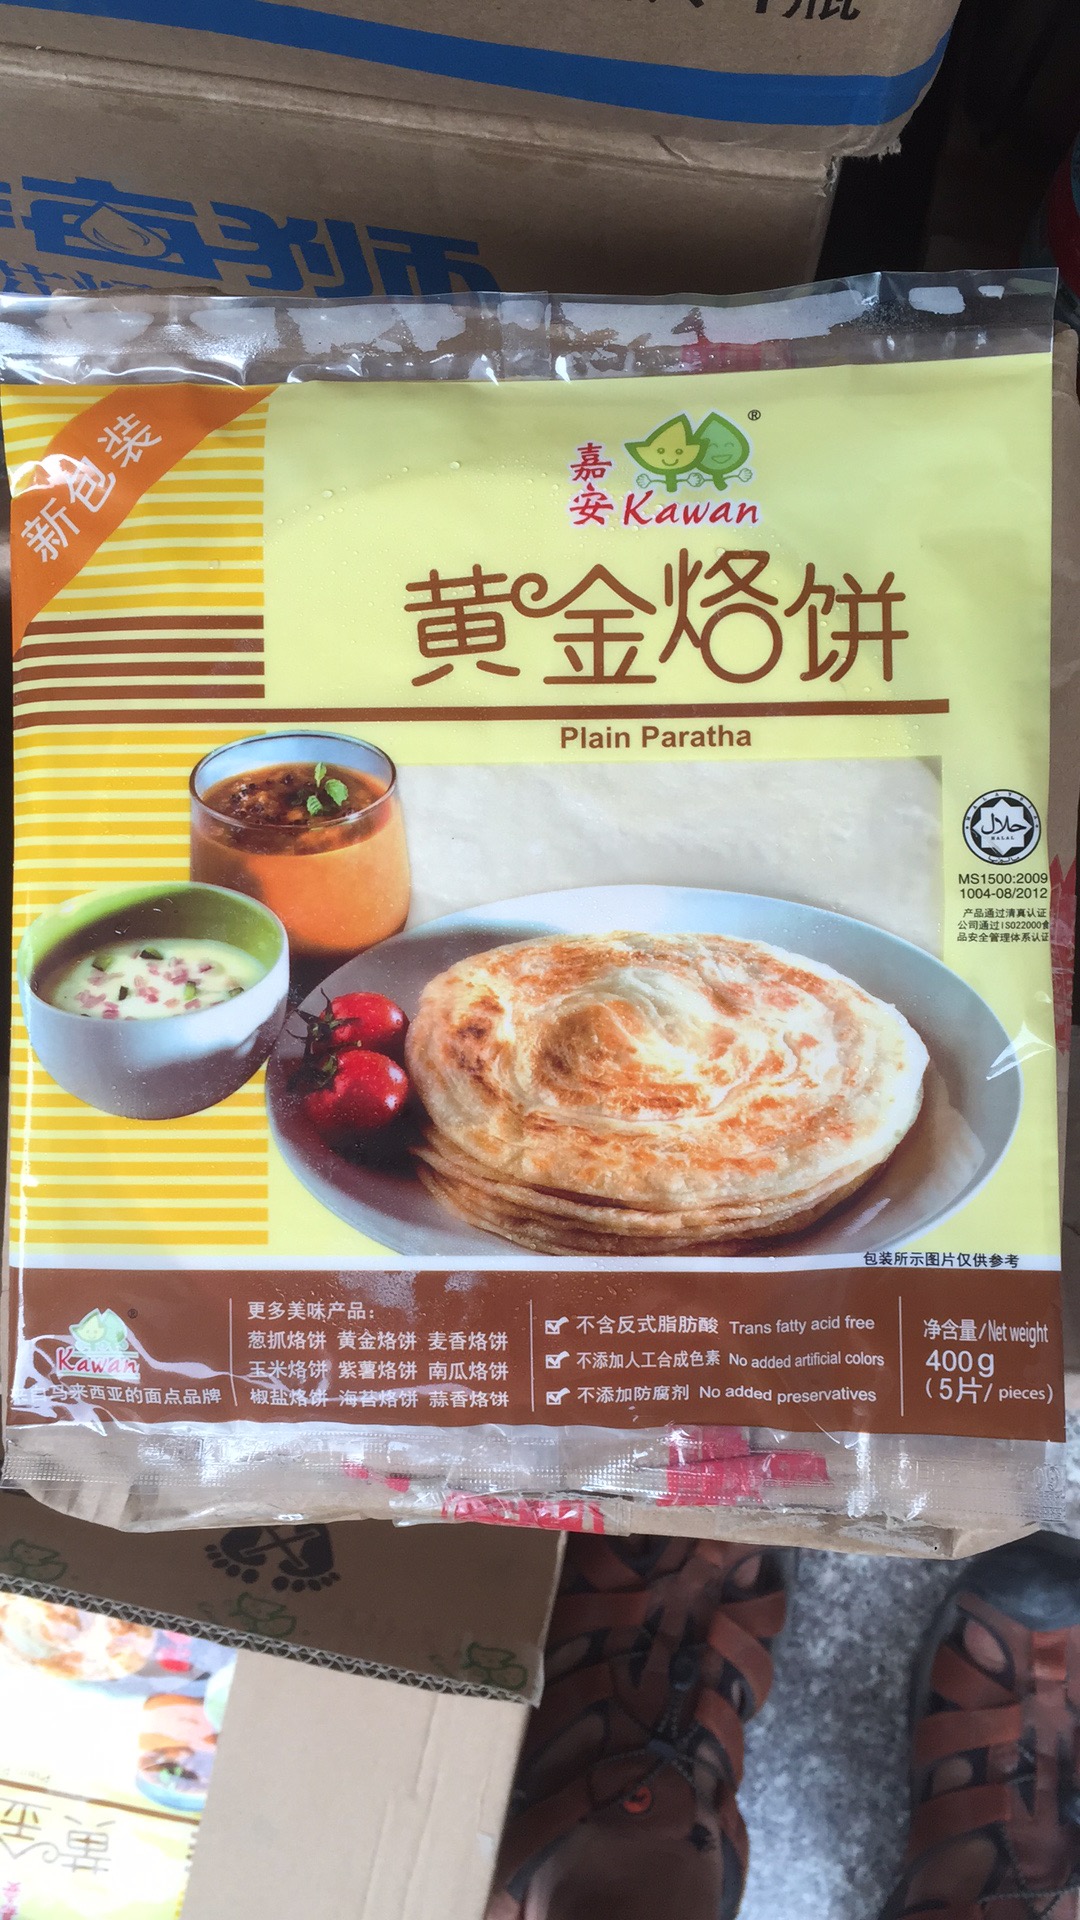 海狮
新包装
嘉安
Kawan
®
黄金烙饼
Plain Paratha
حلال
HALAL
MS1500:2009
1004-08/2012
产品通过清真认证
公司通过ISO22000食
品安全管理体系认证
包装所示图片仅供参考
Kawan
®
来自马来西亚的面点品牌
更多美味产品：
葱抓烙饼 黄金烙饼 麦香烙饼
玉米烙饼 紫薯烙饼 南瓜烙饼
椒盐烙饼 海苔烙饼 蒜香烙饼
不含反式脂肪酸 Trans fatty acid free
不添加人工合成色素 No added artificial colors
不添加防腐剂 No added preservatives
净含量/Net weight
400g
(5片/pieces)
黄金